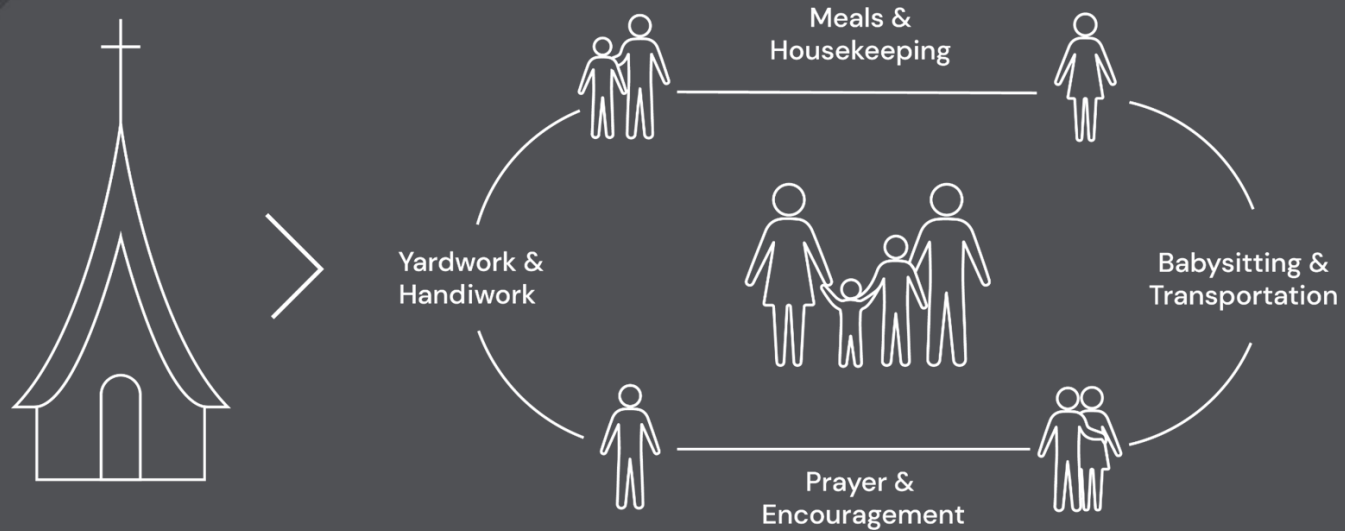 Meals &
Housekeeping
Yardwork &
Handiwork
Babysitting &
Transportation
Prayer &
Encouragement